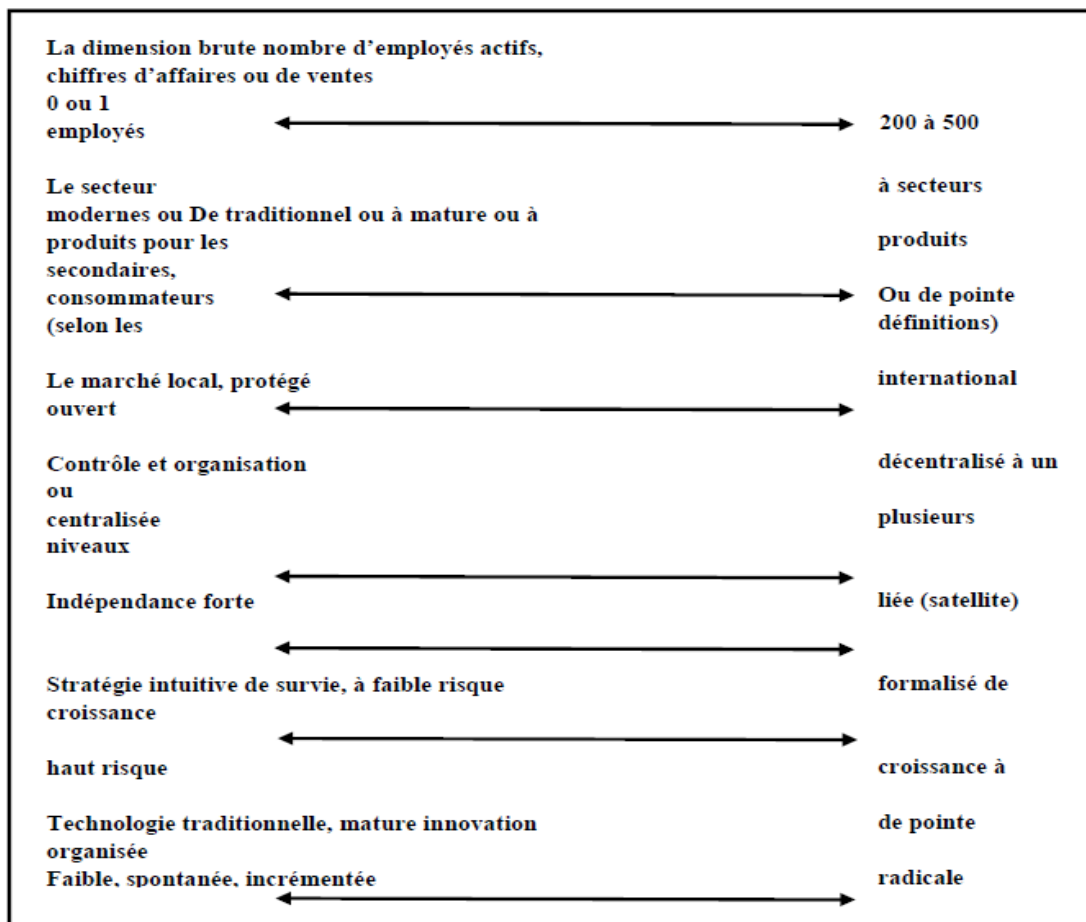 La dimension brute nombre d'employés actifs,
chiffres d'affaires ou de ventes
0 ou 1
employés 200 à 500
Le secteur à secteurs
modernes ou De traditionnel ou à mature ou à
produits pour les produits
secondaires,
consommateurs Ou de pointe
(selon les définitions)
Le marché local, protégé international
ouvert
Contrôle et organisation décentralisé à un
ou
centralisée plusieurs
niveaux
Indépendance forte liée (satellite)
Stratégie intuitive de survie, à faible risque formalisé de
croissance
haut risque croissance à
Technologie traditionnelle, mature innovation de pointe
organisée
Faible, spontanée, incrémentée radicale